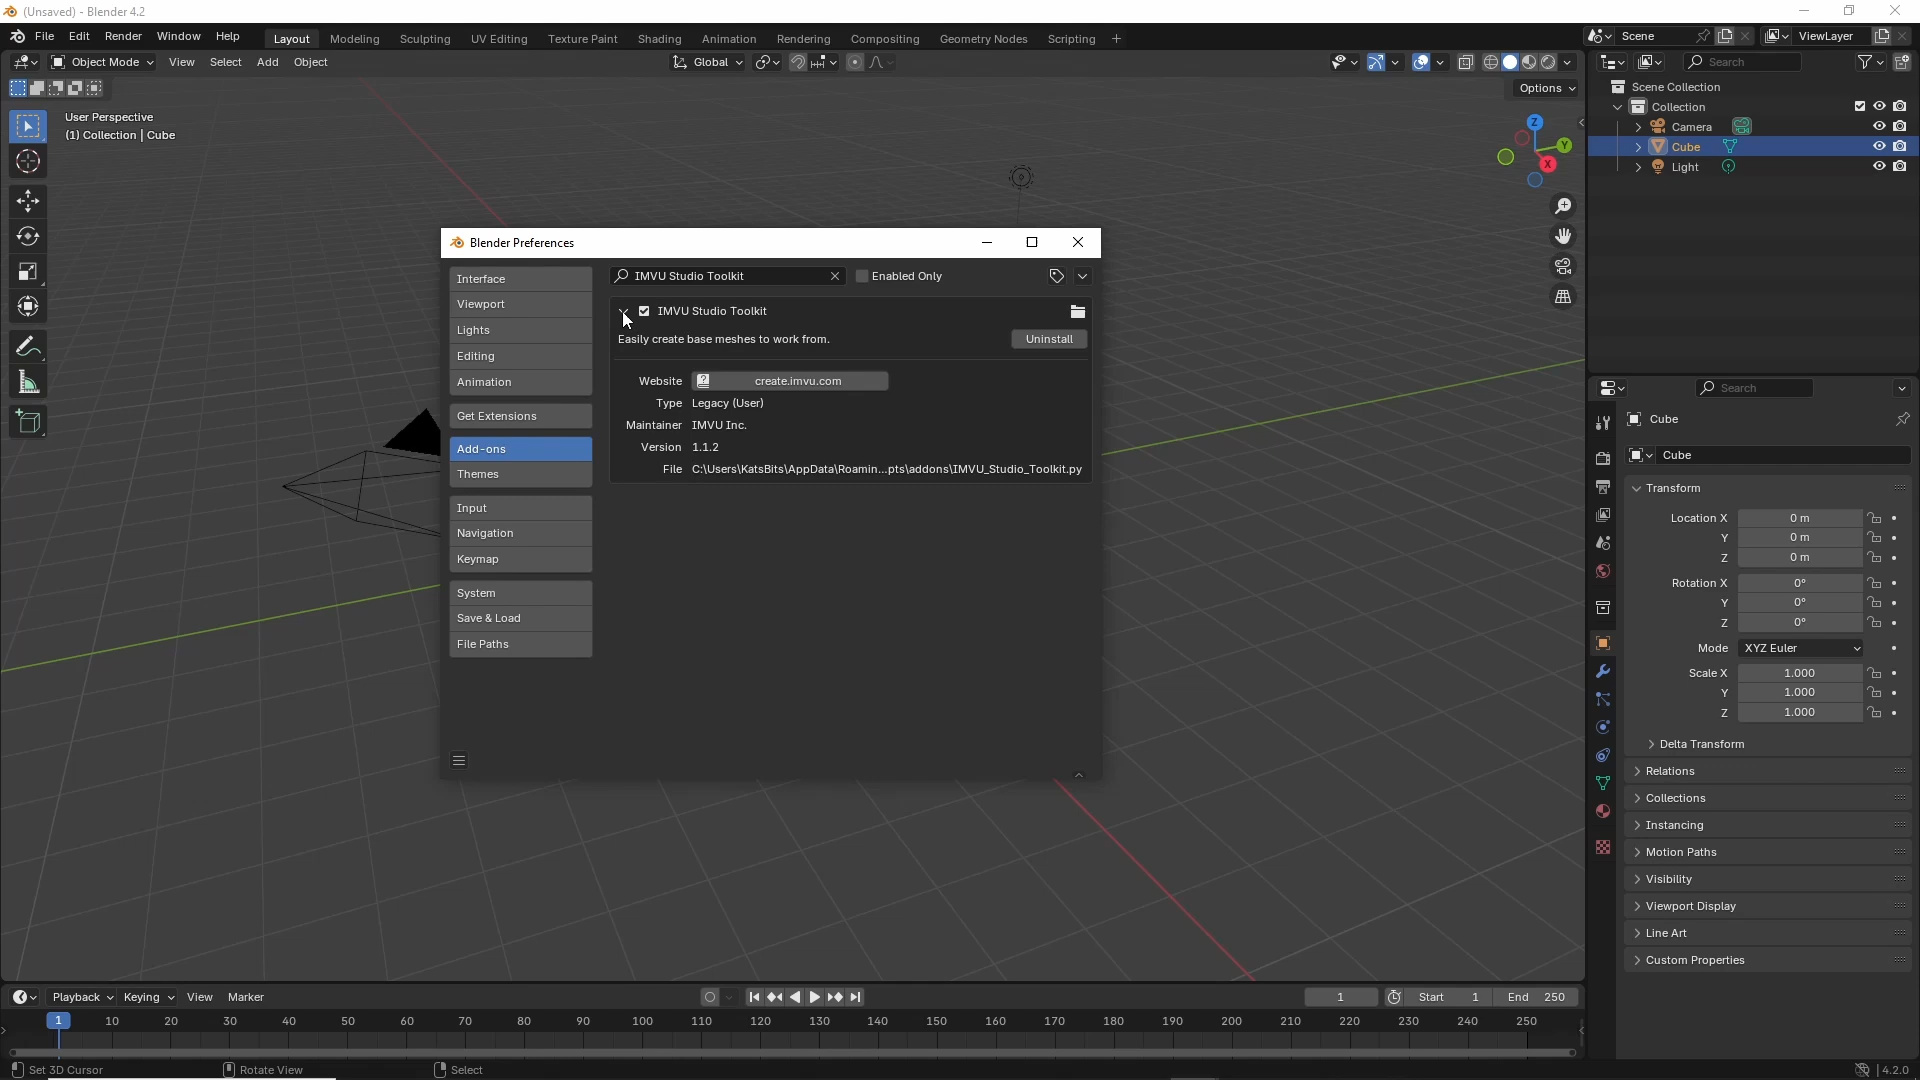 (Unsaved) - Blender 4.2
File Edit Render Window Help Layout Modeling Sculpting UV Editing Texture Paint Shading Animation Rendering Compositing Geometry Nodes Scripting + Scene ViewLayer
Object Mode View Select Add Object Global Search
Options
User Perspective
(1) Collection | Cube
Z
Y
X
Scene Collection
Collection
Camera
Cube
Light
Blender Preferences
Interface
Viewport
Lights
Editing
Animation
Get Extensions
Add-ons
Themes
Input
Navigation
Keymap
System
Save & Load
File Paths
IMVU Studio Toolkit Enabled Only
IMVU Studio Toolkit
Easily create base meshes to work from. Uninstall
Website create.imvu.com
Type Legacy (User)
Maintainer IMVU Inc.
Version 1.1.2
File C:\Users\KatsBits\AppData\Roamin...pts\addons\IMVU_Studio_Toolkit.py
Search
Cube
Cube
Transform
Location X 0 m
Y 0 m
Z 0 m
Rotation X 0°
Y 0°
Z 0°
Mode XYZ Euler
Scale X 1.000
Y 1.000
Z 1.000
Delta Transform
Relations
Collections
Instancing
Motion Paths
Visibility
Viewport Display
Line Art
Custom Properties
Playback Keying View Marker 1 Start 1 End 250
1 10 20 30 40 50 60 70 80 90 100 110 120 130 140 150 160 170 180 190 200 210 220 230 240 250
Set 3D Cursor Rotate View Select 4.2.0